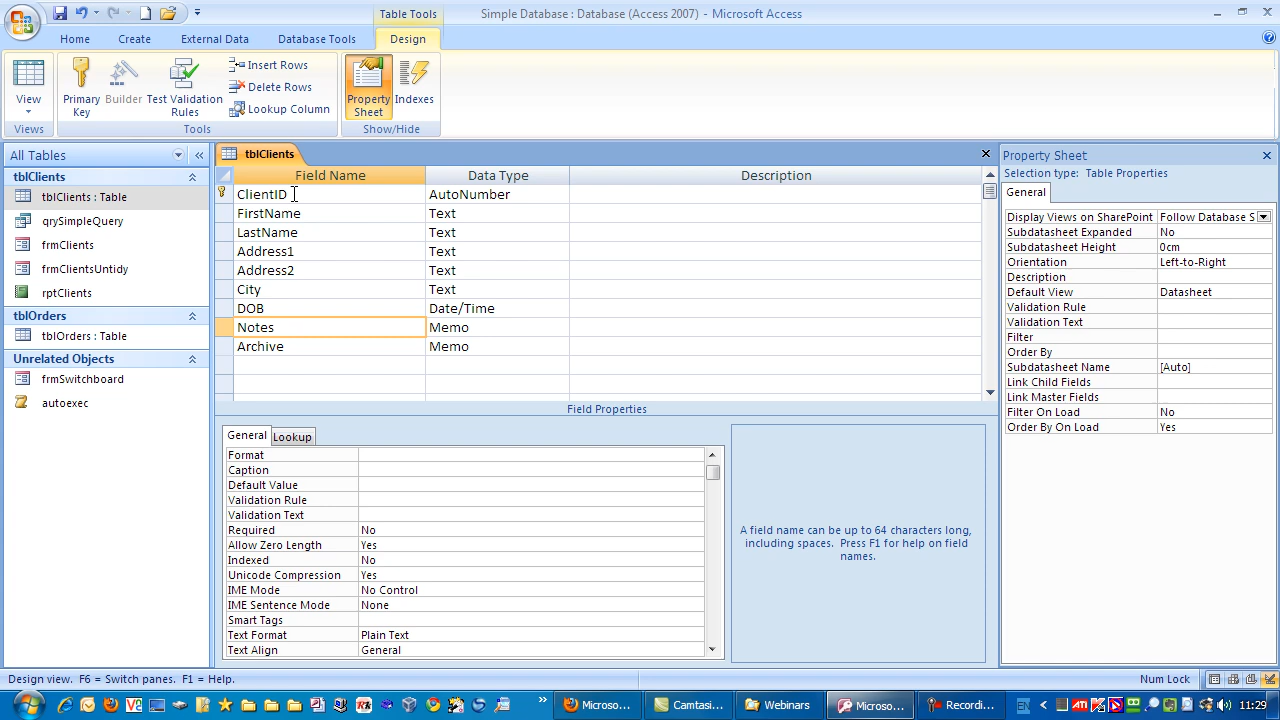 Table Tools
Simple Database : Database (Access 2007) - Microsoft Access
Home Create External Data Database Tools Design
View
Primary Key
Builder
Test Validation Rules
Insert Rows
Delete Rows
Lookup Column
Property Sheet
Indexes
Views Tools Show/Hide
All Tables
tblClients
tblClients : Table
qrySimpleQuery
frmClients
frmClientsUntidy
rptClients
tblOrders
tblOrders : Table
Unrelated Objects
frmSwitchboard
autoexec
tblClients
Field Name Data Type Description
ClientID AutoNumber
FirstName Text
LastName Text
Address1 Text
Address2 Text
City Text
DOB Date/Time
Notes Memo
Archive Memo
Field Properties
General Lookup
Format
Caption
Default Value
Validation Rule
Validation Text
Required No
Allow Zero Length Yes
Indexed No
Unicode Compression Yes
IME Mode No Control
IME Sentence Mode None
Smart Tags
Text Format Plain Text
Text Align General
A field name can be up to 64 characters long,
including spaces. Press F1 for help on field
names.
Property Sheet
Selection type: Table Properties
General
Display Views on SharePoint Follow Database S
Subdatasheet Expanded No
Subdatasheet Height 0cm
Orientation Left-to-Right
Description
Default View Datasheet
Validation Rule
Validation Text
Filter
Order By
Subdatasheet Name [Auto]
Link Child Fields
Link Master Fields
Filter On Load No
Order By On Load Yes
Design view. F6 = Switch panes. F1 = Help.
Num Lock
Microso...
Camtasi...
Webinars
Microso...
Recordi...
EN
11:29